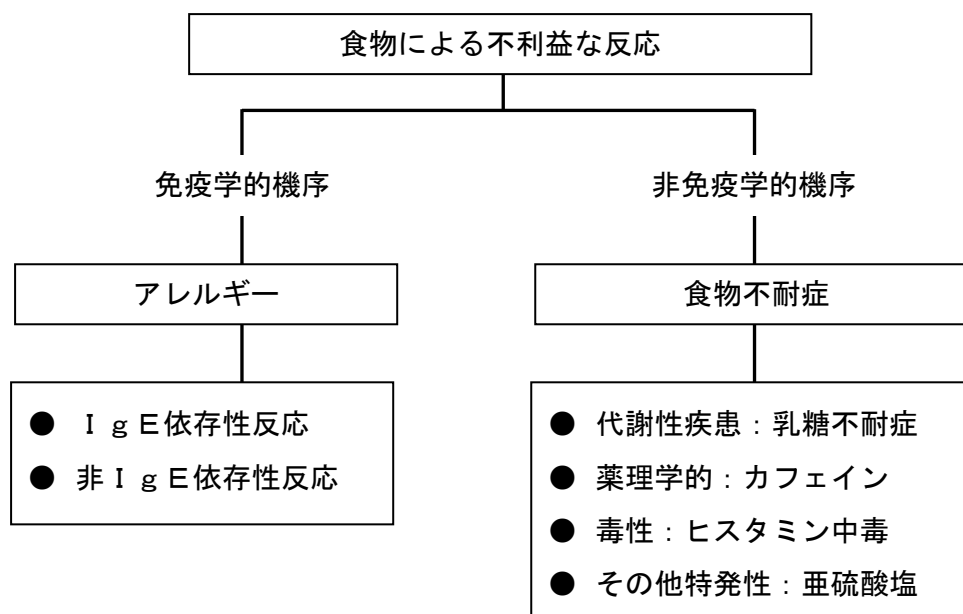 食物による不利益な反応
免疫学的機序
非免疫学的機序
アレルギー
食物不耐症
● ＩｇＥ依存性反応
● 非ＩｇＥ依存性反応
● 代謝性疾患：乳糖不耐症
● 薬理学的：カフェイン
● 毒性：ヒスタミン中毒
● その他特発性：亜硫酸塩